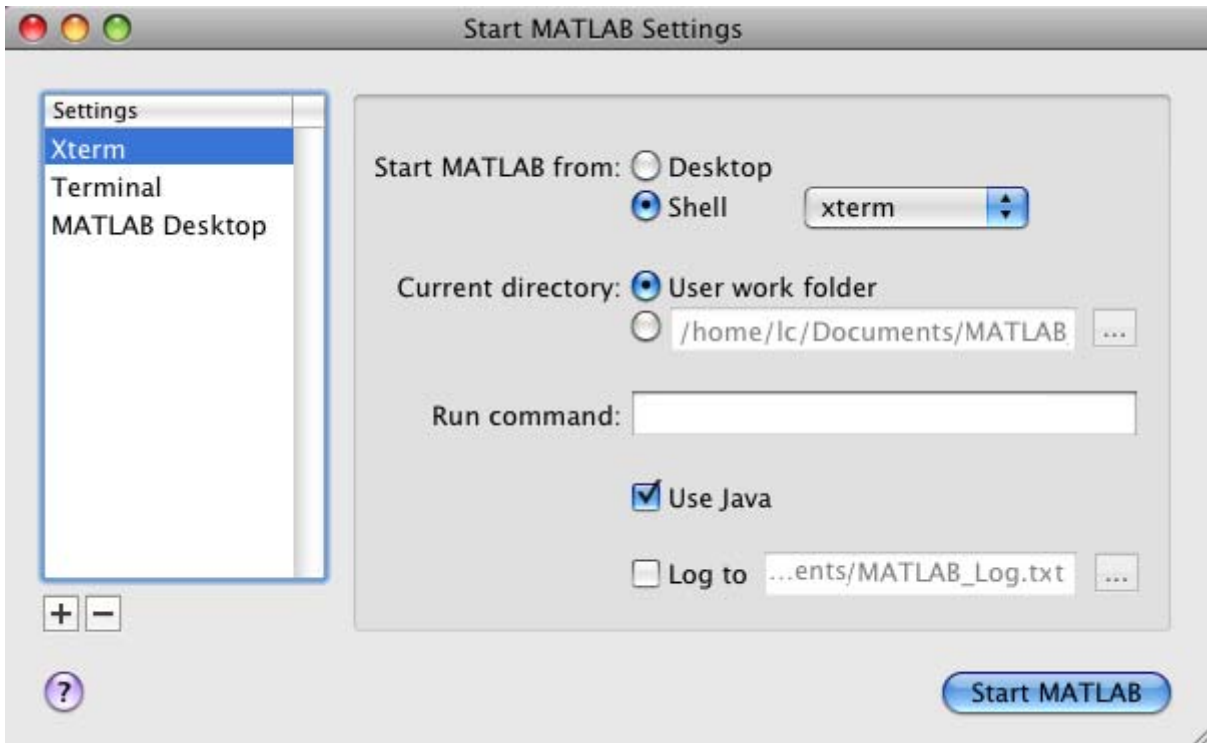 Start MATLAB Settings
Settings
Xterm
Terminal
MATLAB Desktop
Start MATLAB from: Desktop
Shell xterm
Current directory: User work folder
/home/lc/Documents/MATLAB
...
Run command:
Use Java
Log to ...ents/MATLAB_Log.txt ...
+ −
?
Start MATLAB